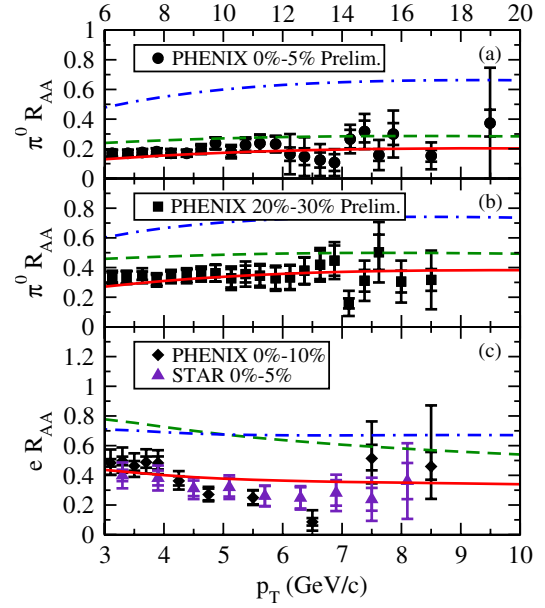 6 8 10 12 14 16 18 20
1
0.8
0.6
0.4
0.2
0
π⁰ R_AA
PHENIX 0%-5% Prelim.
(a)
0.8
0.6
0.4
0.2
0
π⁰ R_AA
PHENIX 20%-30% Prelim.
(b)
1.2
1
0.8
0.6
0.4
0.2
0
e R_AA
PHENIX 0%-10%
STAR 0%-5%
(c)
3 4 5 6 7 8 9 10
p_T (GeV/c)